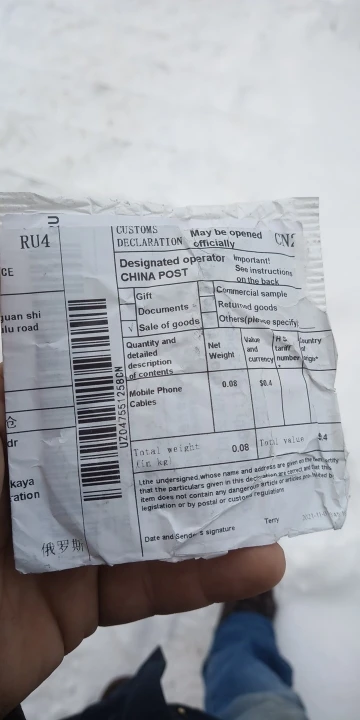 RU4
CUSTOMS DECLARATION
May be opened officially
CN2
Designated operator
CHINA POST
Important!
See instructions
on the back
CE
Gift
Commercial sample
Documents
Returned goods
√ Sale of goods
Others(please specify)
quan shi
lu road
Quantity and
detailed
description
of contents
Net
Weight
Value
and
currency
HS
tariff
number
Country
of
origin*
Mobile Phone
Cables
0.08
$0.4
UZ047551258CN
dr
Total weight
(in kg)
0.08
Total value
$.4
kaya
ration
I,the undersigned,whose name and address are given on the
that the particulars given in this declaration are correct and that this
item does not contain any dangerous article or articles prohibited by
legislation or by postal or customs regulations
俄罗斯
Date and Sender s signature
Terry